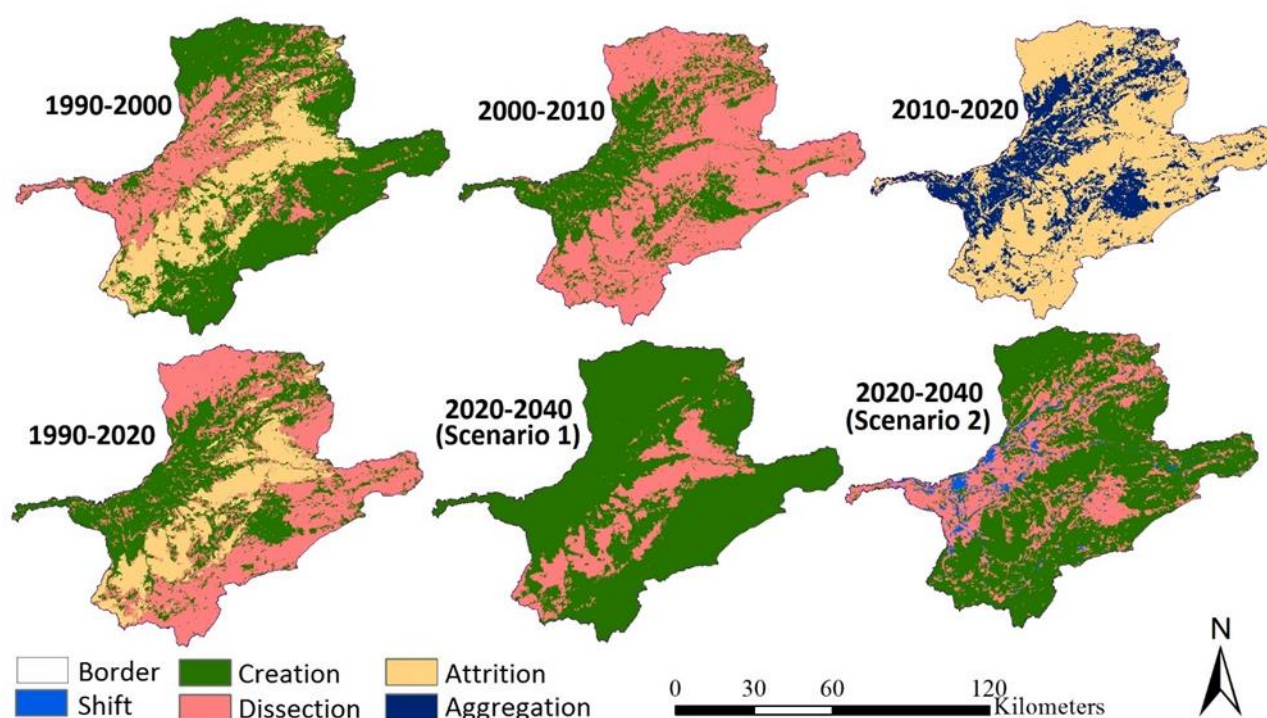 1990-2000
2000-2010
2010-2020
1990-2020
2020-2040
(Scenario 1)
2020-2040
(Scenario 2)
Border
Creation
Attrition
Shift
Dissection
Aggregation
0 30 60 120
Kilometers
N